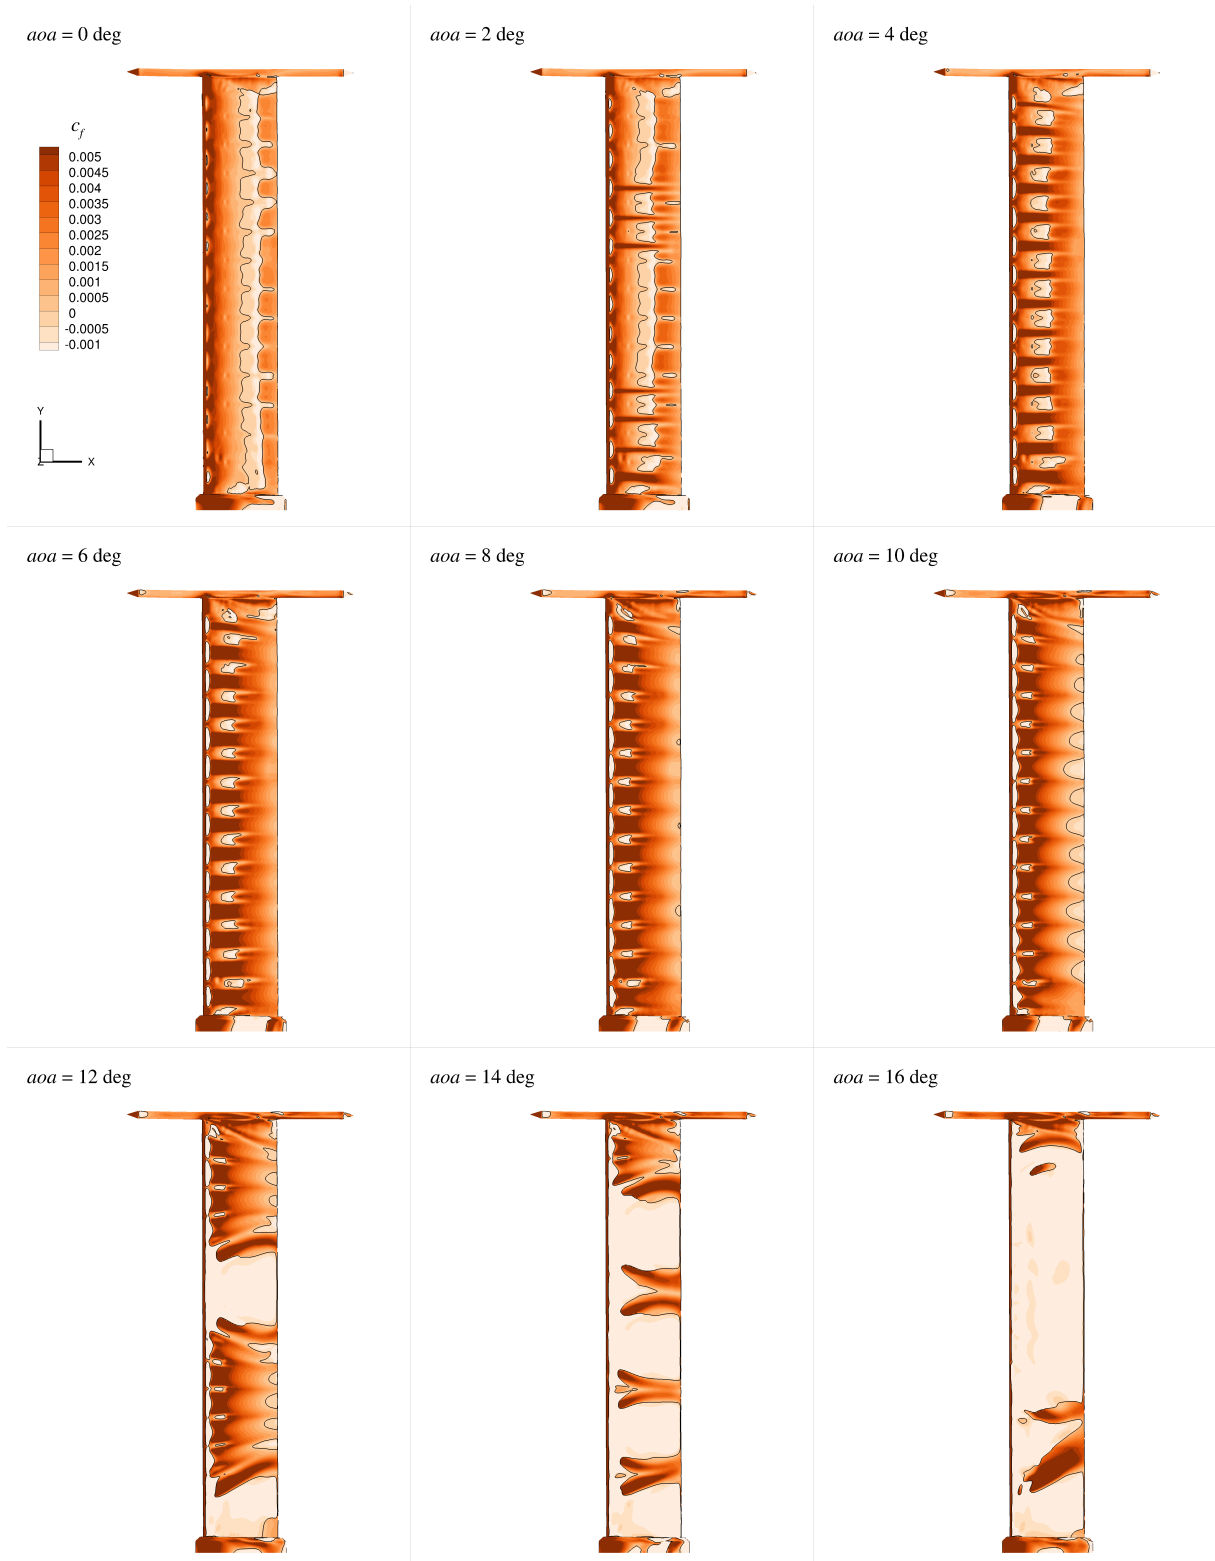 aoa = 0 deg
aoa = 2 deg
aoa = 4 deg
c_f
0.005
0.0045
0.004
0.0035
0.003
0.0025
0.002
0.0015
0.001
0.0005
0
-0.0005
-0.001
Y
Z
X
aoa = 6 deg
aoa = 8 deg
aoa = 10 deg
aoa = 12 deg
aoa = 14 deg
aoa = 16 deg